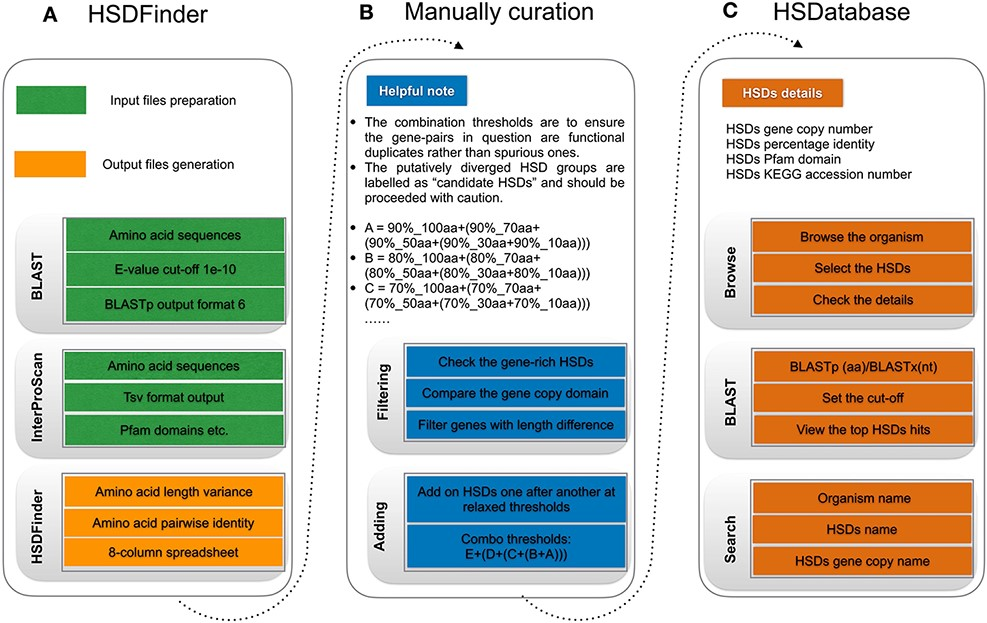 A HSDFinder
Input files preparation
Output files generation
BLAST
Amino acid sequences
E-value cut-off 1e-10
BLASTp output format 6
InterProScan
Amino acid sequences
Tsv format output
Pfam domains etc.
HSDFinder
Amino acid length variance
Amino acid pairwise identity
8-column spreadsheet
B Manually curation
Helpful note
• The combination thresholds are to ensure
the gene-pairs in question are functional
duplicates rather than spurious ones.
• The putatively diverged HSD groups are
labelled as “candidate HSDs” and should be
proceeded with caution.
• A = 90%_100aa+(90%_70aa+
(90%_50aa+(90%_30aa+90%_10aa)))
• B = 80%_100aa+(80%_70aa+
(80%_50aa+(80%_30aa+80%_10aa)))
• C = 70%_100aa+(70%_70aa+
(70%_50aa+(70%_30aa+70%_10aa)))
......
Filtering
Check the gene-rich HSDs
Compare the gene copy domain
Filter genes with length difference
Adding
Add on HSDs one after another at
relaxed thresholds
Combo thresholds:
E+(D+(C+(B+A)))
C HSDatabase
HSDs details
HSDs gene copy number
HSDs percentage identity
HSDs Pfam domain
HSDs KEGG accession number
Browse
Browse the organism
Select the HSDs
Check the details
BLAST
BLASTp (aa)/BLASTx(nt)
Set the cut-off
View the top HSDs hits
Search
Organism name
HSDs name
HSDs gene copy name